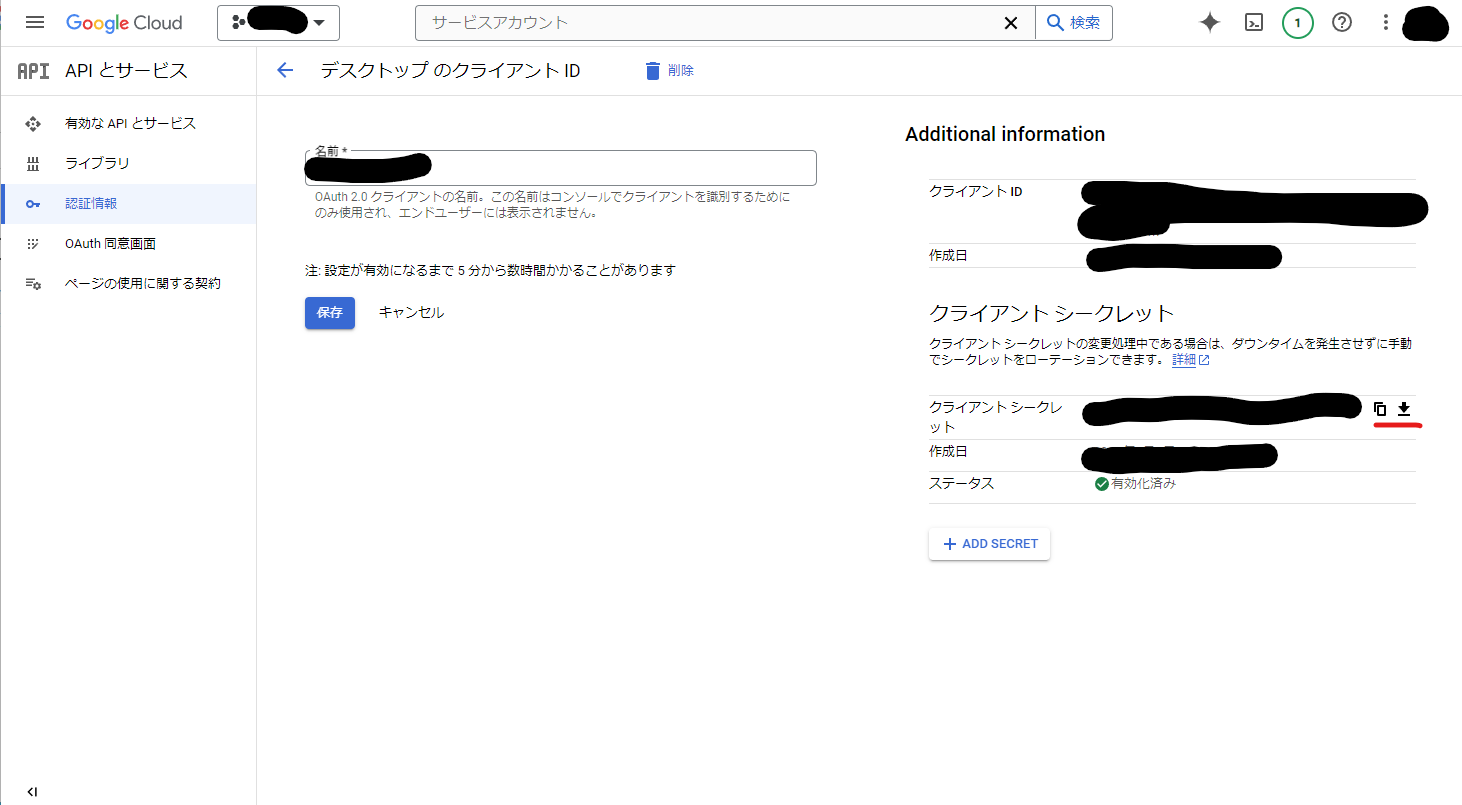 Google Cloud
サービスアカウント
検索
1
API
API とサービス
デスクトップ のクライアント ID
削除
有効な API とサービス
ライブラリ
認証情報
OAuth 同意画面
ページの使用に関する契約
名前 *
OAuth 2.0 クライアントの名前。この名前はコンソールでクライアントを識別するために
のみ使用され、エンドユーザーには表示されません。
注: 設定が有効になるまで 5 分から数時間かかることがあります
保存
キャンセル
Additional information
クライアント ID
作成日
クライアント シークレット
クライアント シークレットの変更処理中である場合は、ダウンタイムを発生させずに手動
でシークレットをローテーションできます。 詳細
クライアント シークレ
ット
作成日
ステータス
有効化済み
ADD SECRET